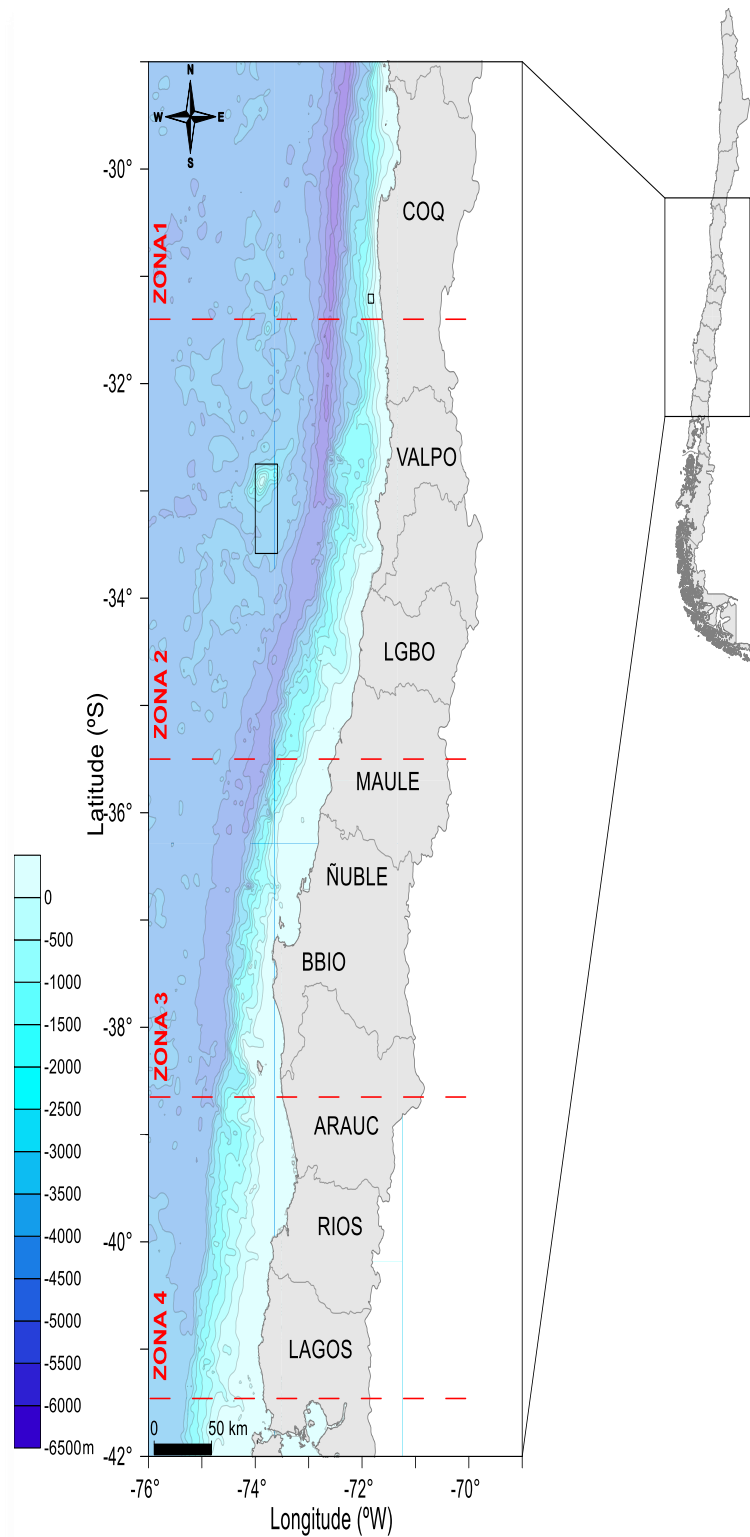 N
W E
S
-30°
-32°
-34°
-36°
-38°
-40°
-42°
Latitude (ºS)
ZONA1
ZONA 2
ZONA 3
ZONA 4
COQ
VALPO
LGBO
MAULE
ÑUBLE
BBIO
ARAUC
RIOS
LAGOS
0
-500
-1000
-1500
-2000
-2500
-3000
-3500
-4000
-4500
-5000
-5500
-6000
-6500m
0 50 km
-76° -74° -72° -70°
Longitude (ºW)